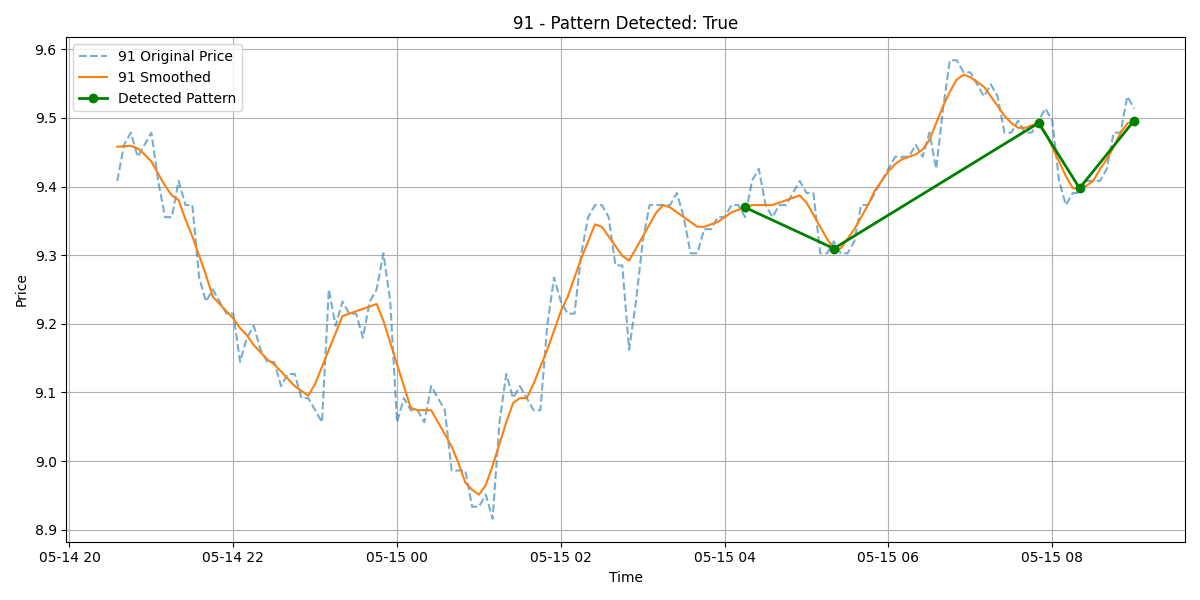 91 - Pattern Detected: True
91 Original Price
91 Smoothed
Detected Pattern
Price
9.6
9.5
9.4
9.3
9.2
9.1
9.0
8.9
05-14 20
05-14 22
05-15 00
05-15 02
05-15 04
05-15 06
05-15 08
Time